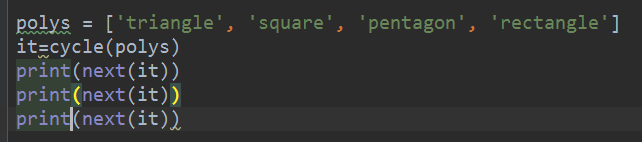 polys = ['triangle', 'square', 'pentagon', 'rectangle']
it=cycle(polys)
print(next(it))
print(next(it))
print(next(it))